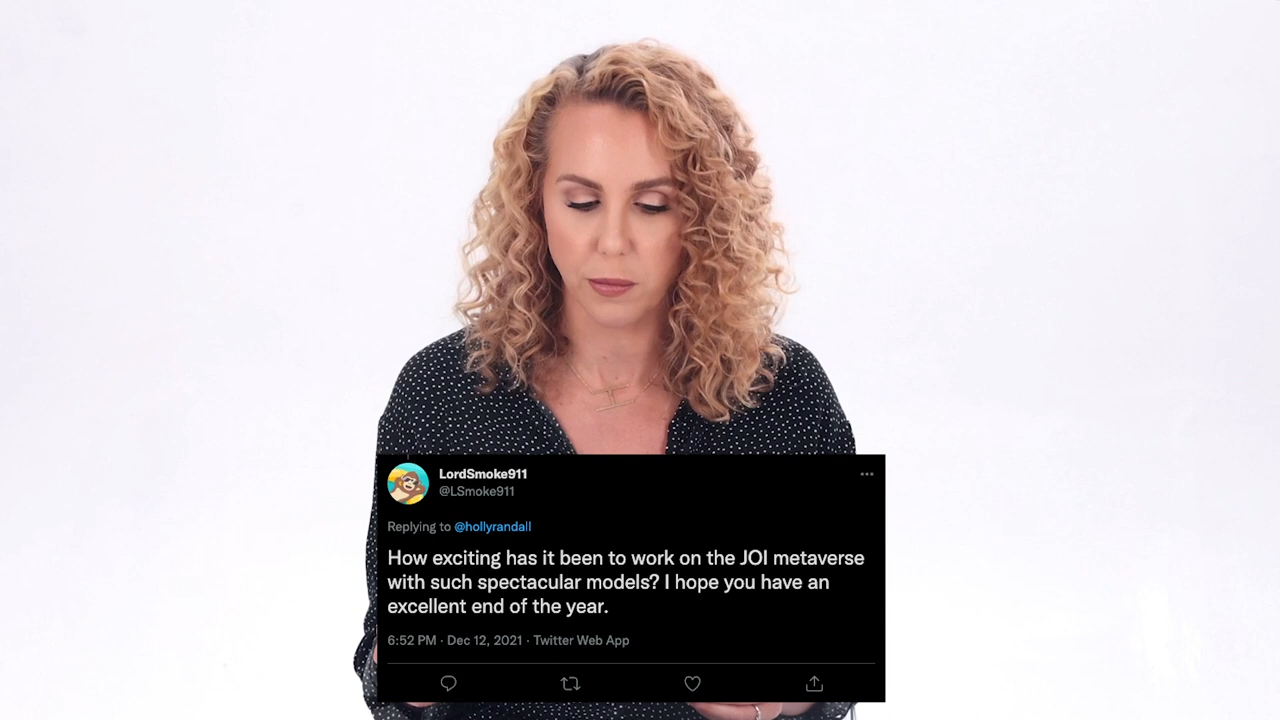 LordSmoke911
@LSmoke911
Replying to @hollyrandall
How exciting has it been to work on the JOI metaverse
with such spectacular models? I hope you have an
excellent end of the year.
6:52 PM · Dec 12, 2021 · Twitter Web App